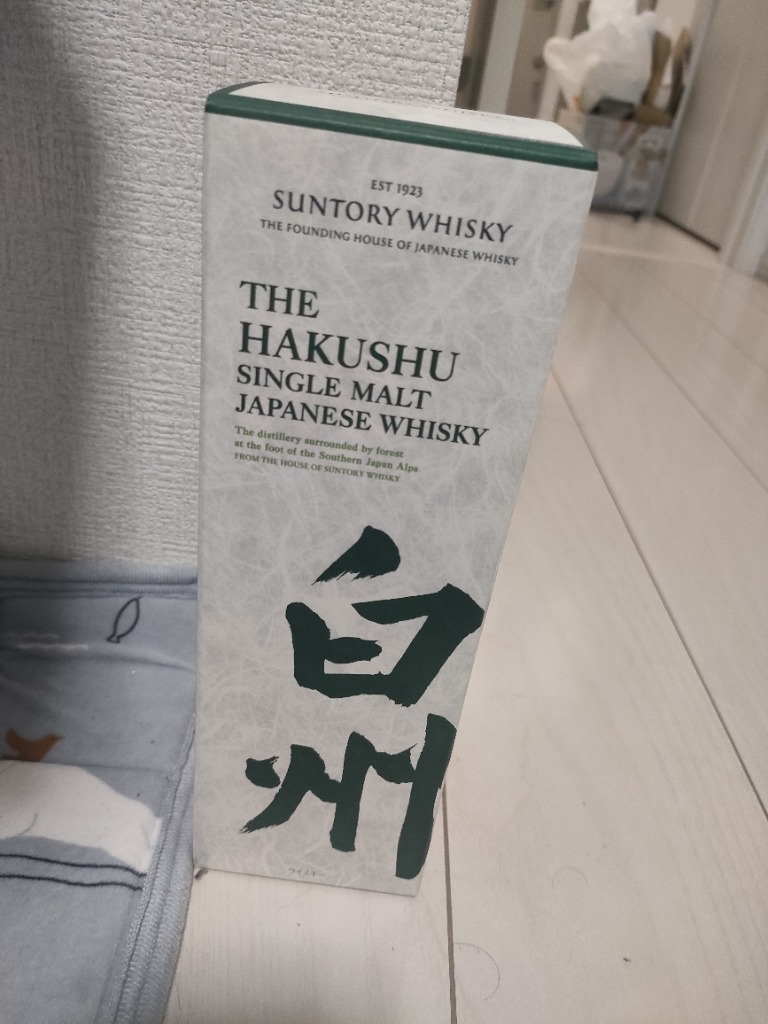 EST 1923
SUNTORY WHISKY
THE FOUNDING HOUSE OF JAPANESE WHISKY
THE
HAKUSHU
SINGLE MALT
JAPANESE WHISKY
The distillery surrounded by forest
at the foot of the Southern Japan Alps
FROM THE HOUSE OF SUNTORY WHISKY
白
州
ウイスキー